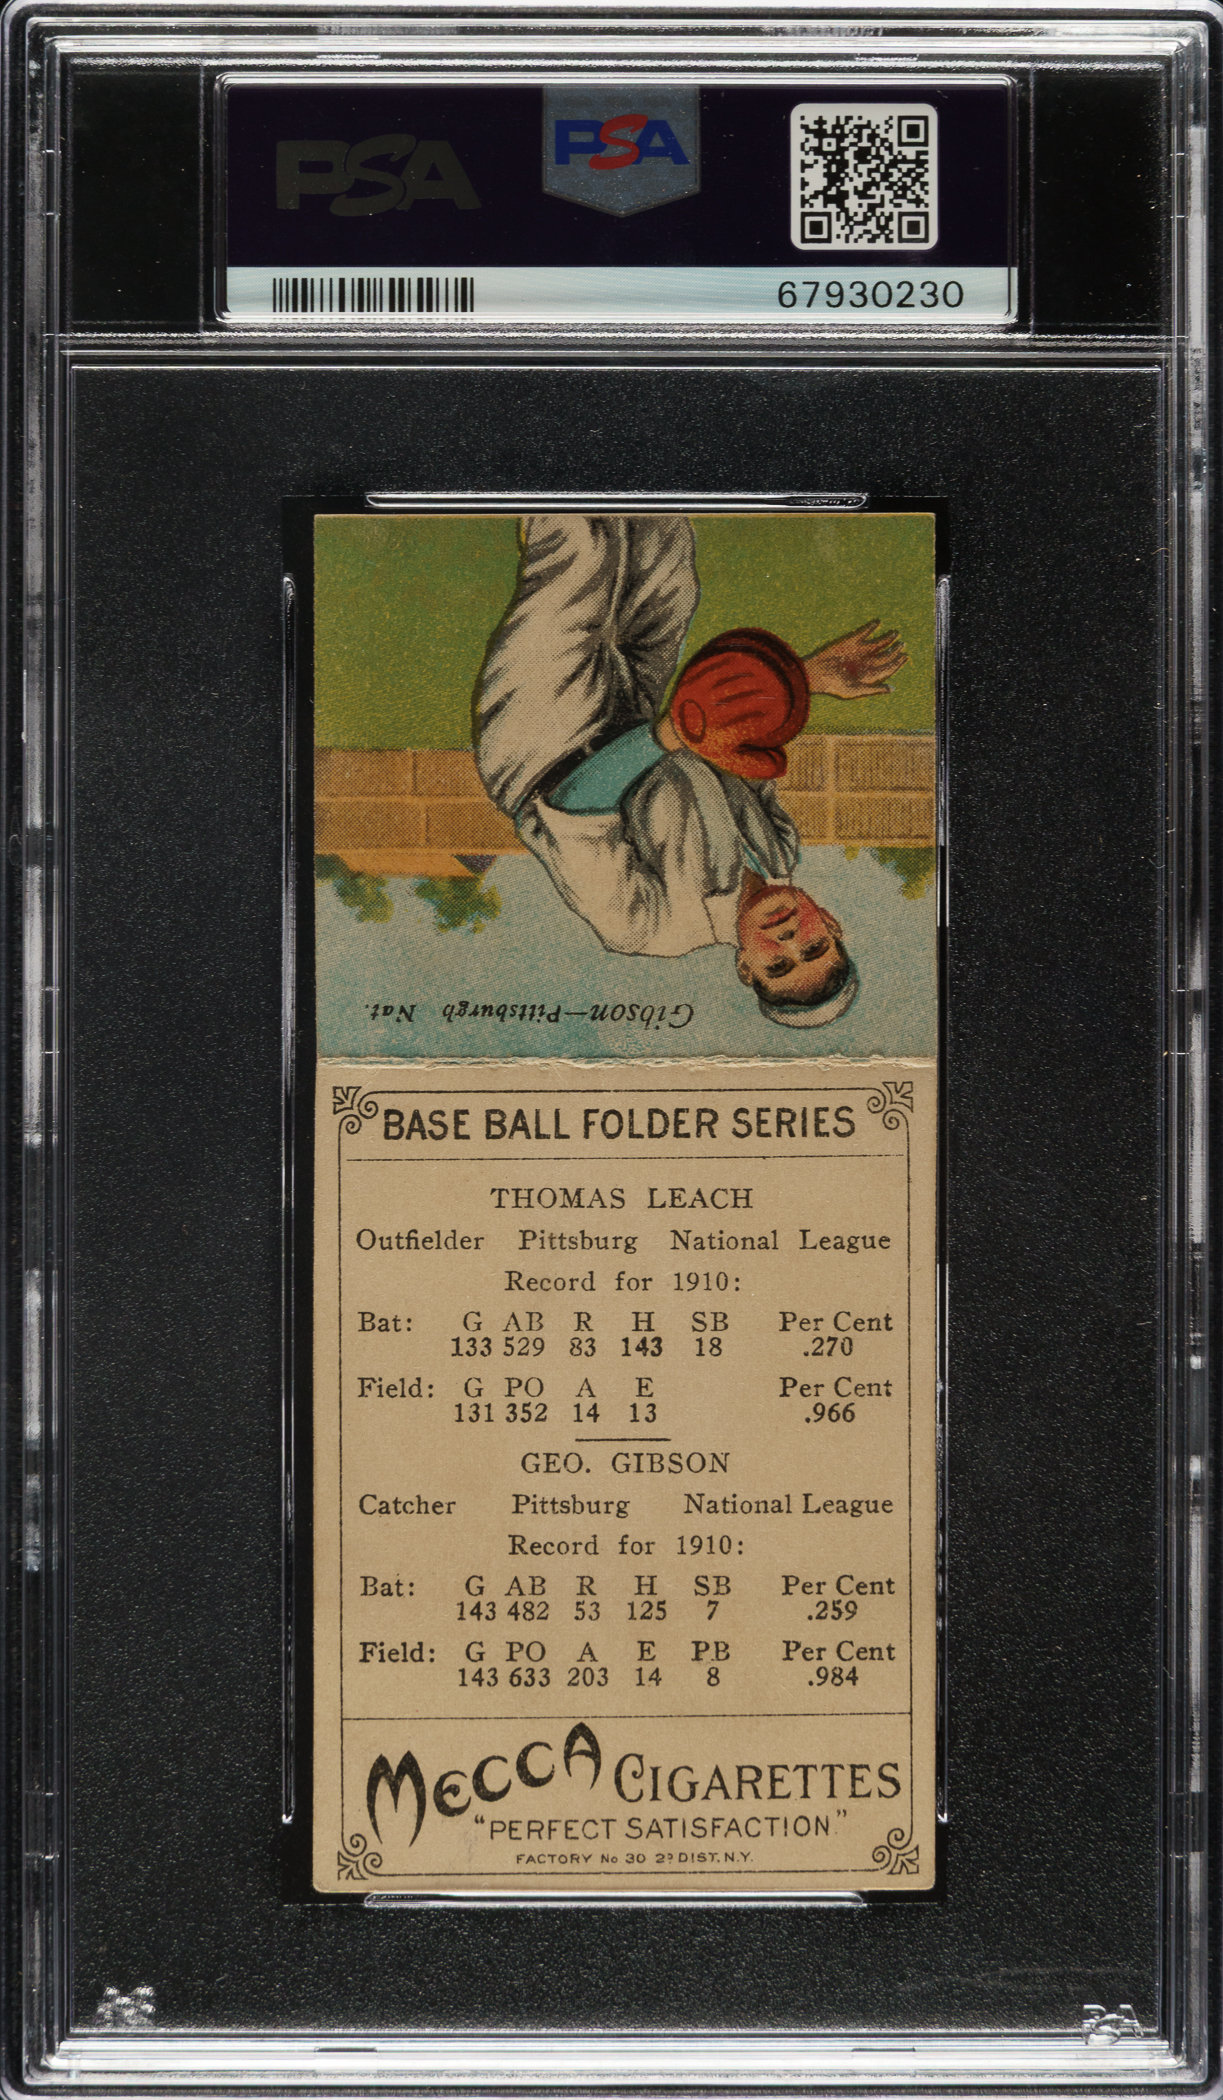 PSA
PSA
67930230
Gibson—Pittsburgh Nat.
BASE BALL FOLDER SERIES
THOMAS LEACH
Outfielder Pittsburg National League
Record for 1910:
Bat: G AB R H SB Per Cent
133 529 83 143 18 .270
Field: G PO A E Per Cent
131 352 14 13 .966
GEO. GIBSON
Catcher Pittsburg National League
Record for 1910:
Bat: G AB R H SB Per Cent
143 482 53 125 7 .259
Field: G PO A E PB Per Cent
143 633 203 14 8 .984
MECCA CIGARETTES
"PERFECT SATISFACTION."
FACTORY No 30 2D DIST. N.Y.
PSA